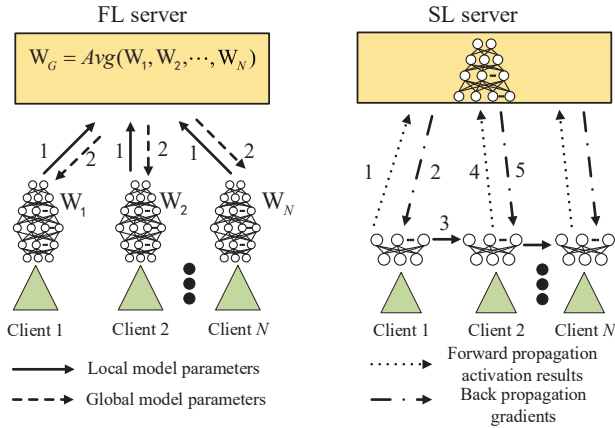 FL server
W_G = Avg(W_1, W_2, ⋯, W_N)
1
2
1
2
1
2
W_1
W_2
W_N
Client 1
Client 2
Client N
Local model parameters
Global model parameters
SL server
1
2
4
5
3
Client 1
Client 2
Client N
Forward propagation
activation results
Back propagation
gradients